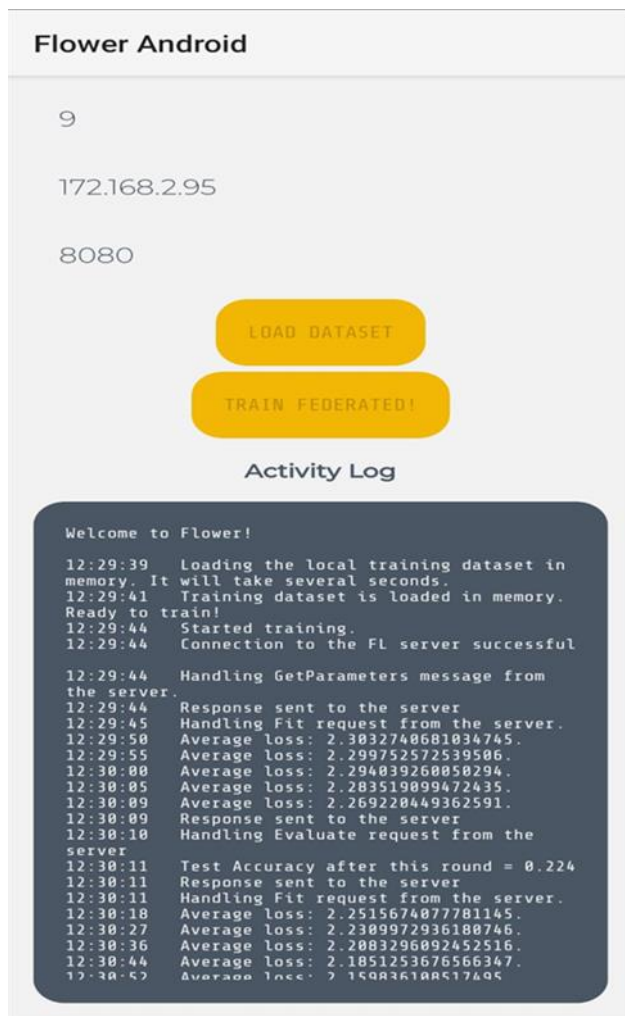 Flower Android
9
172.168.2.95
8080
LOAD DATASET
TRAIN FEDERATED!
Activity Log
Welcome to Flower!
12:29:39 Loading the local training dataset in
memory. It will take several seconds.
12:29:41 Training dataset is loaded in memory.
Ready to train!
12:29:44 Started training.
12:29:44 Connection to the FL server successful
12:29:44 Handling GetParameters message from
the server.
12:29:44 Response sent to the server
12:29:45 Handling Fit request from the server.
12:29:50 Average loss: 2.3032740681034745.
12:29:55 Average loss: 2.299752572539506.
12:30:00 Average loss: 2.294039260050294.
12:30:05 Average loss: 2.283519099472435.
12:30:09 Average loss: 2.269220449362591.
12:30:09 Response sent to the server
12:30:10 Handling Evaluate request from the
server
12:30:11 Test Accuracy after this round = 0.224
12:30:11 Response sent to the server
12:30:11 Handling Fit request from the server.
12:30:18 Average loss: 2.2515674077781145.
12:30:27 Average loss: 2.2309972936180746.
12:30:36 Average loss: 2.2083296092452516.
12:30:44 Average loss: 2.1851253676566347.
12:30:52 Average loss: 2.159836108517495